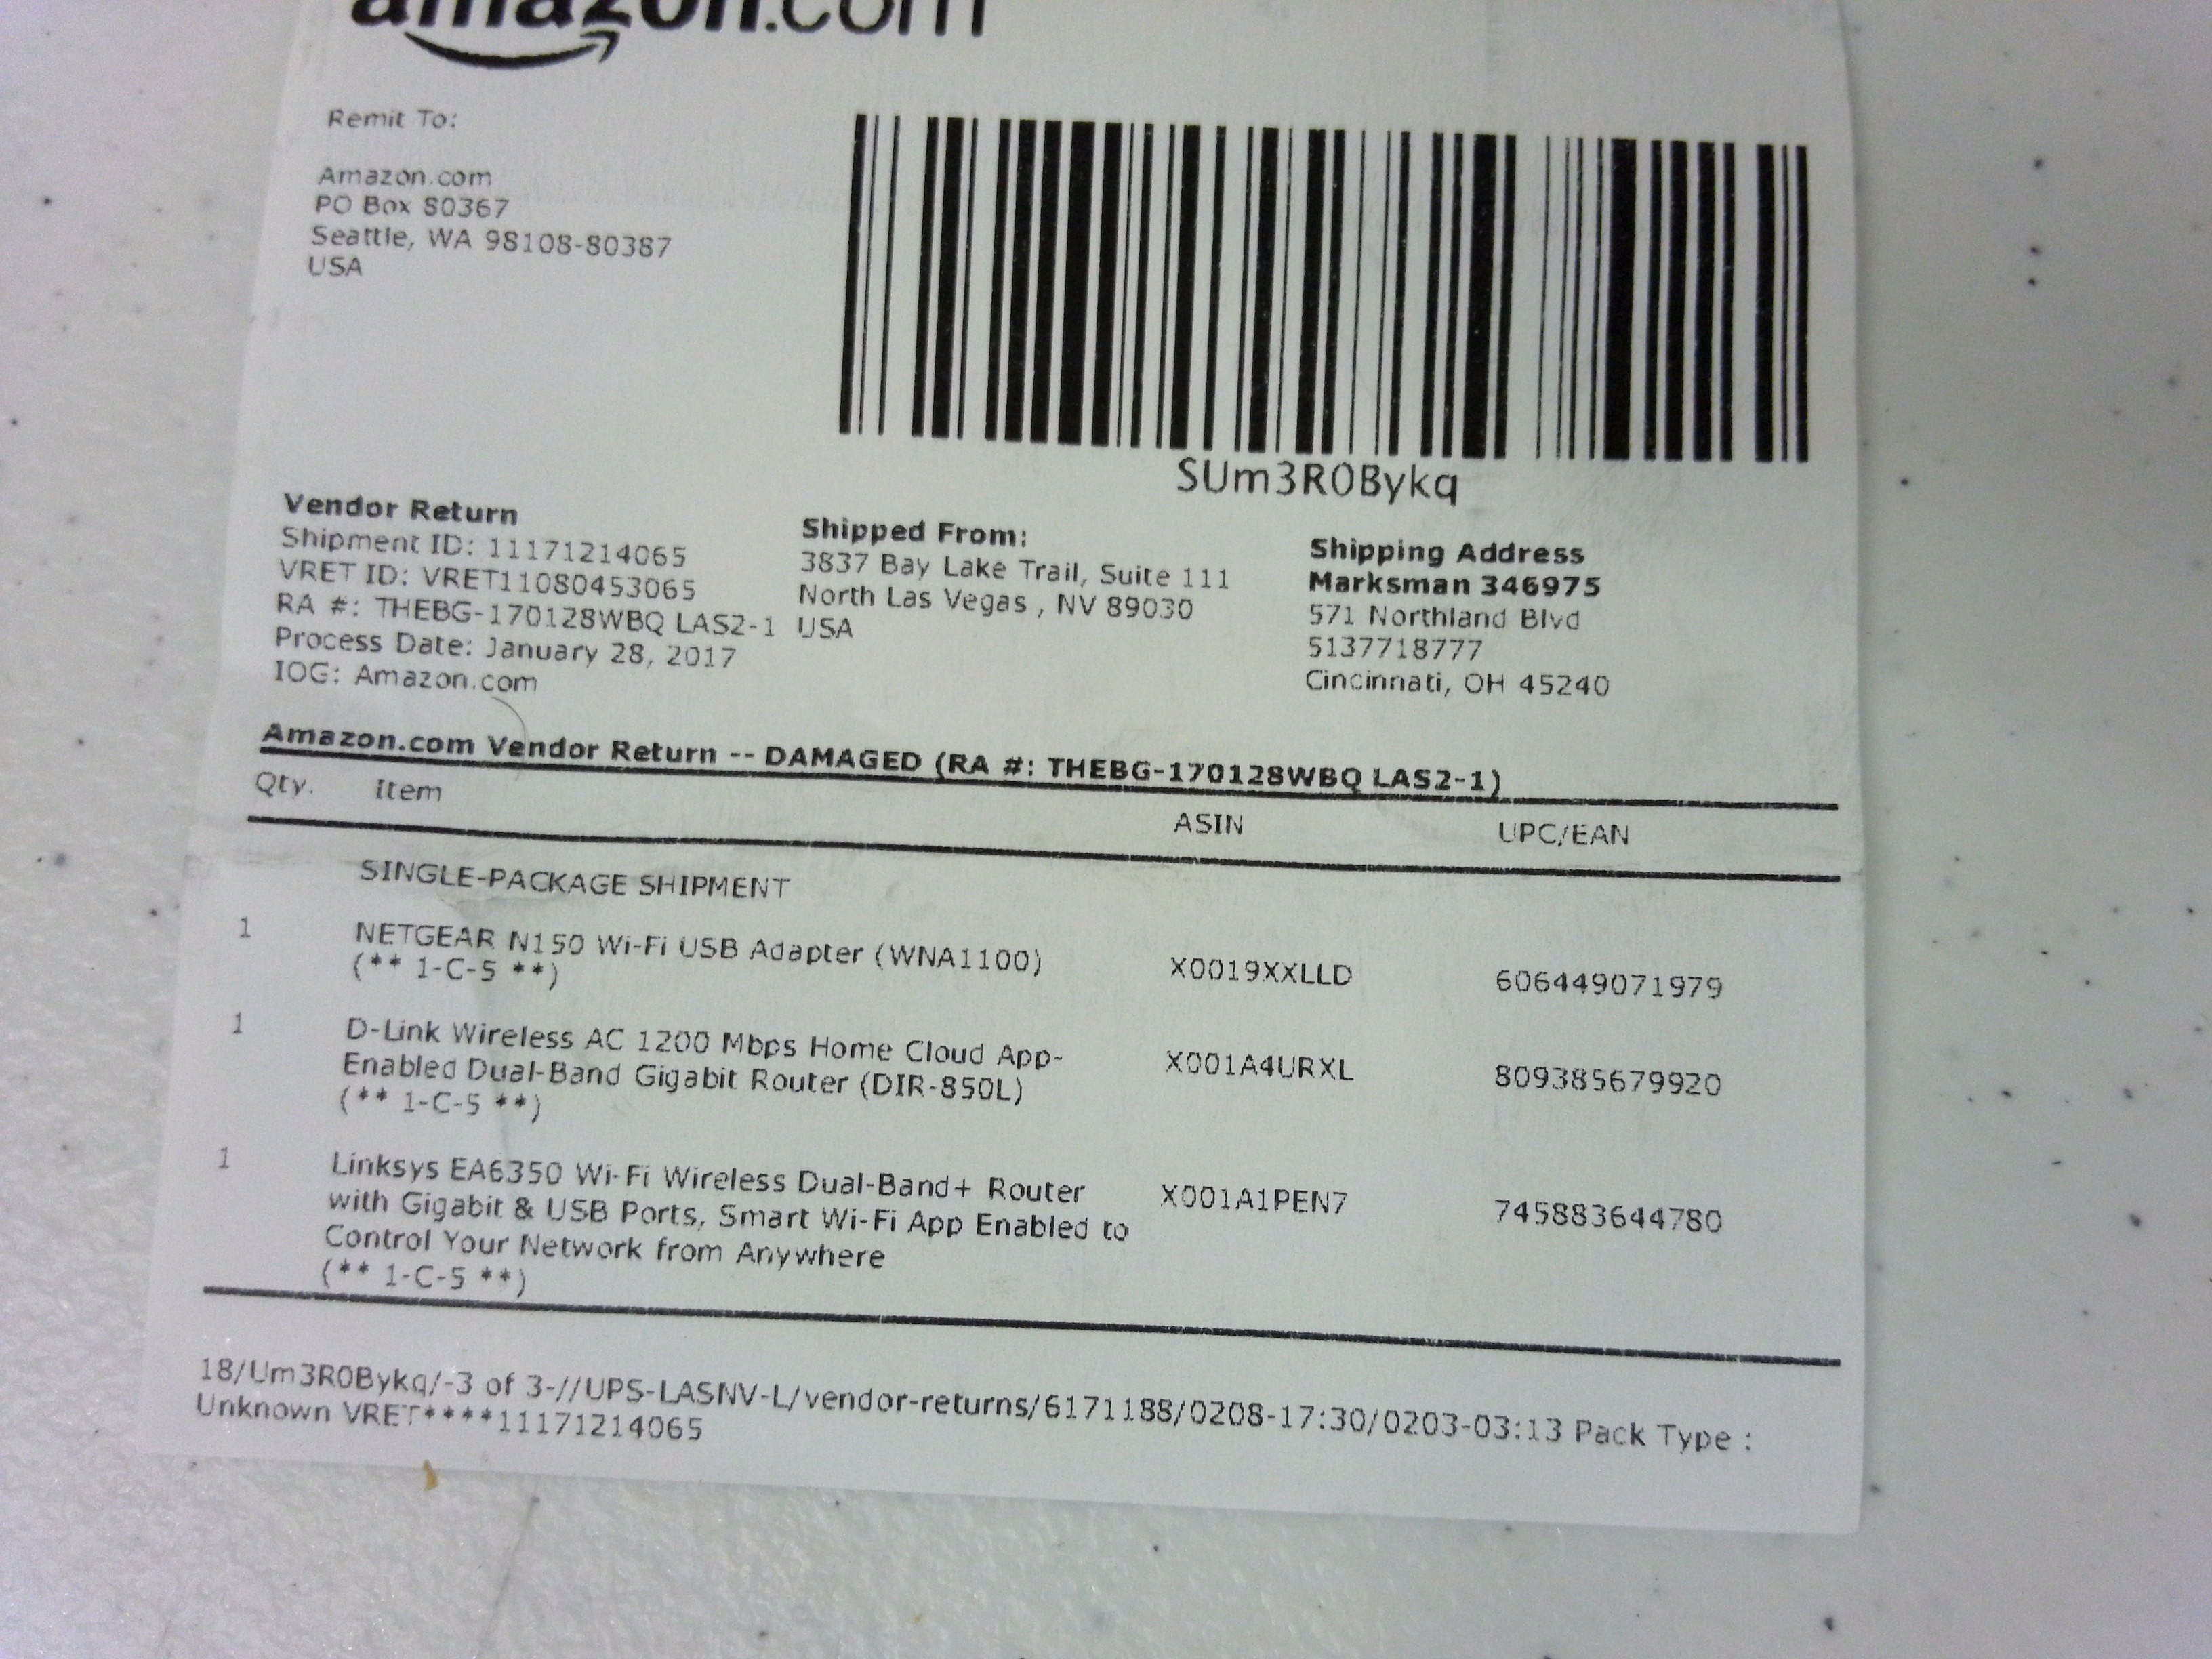 amazon.com
Remit To:
Amazon.com
PO Box 80387
Seattle, WA 98108-80387
USA
SUm3R0Bykq
Vendor Return
Shipment ID: 11171214065
VRET ID: VRET11080453065
RA #: THEBG-170128WBQ LAS2-1
Process Date: January 28, 2017
IOG: Amazon.com
Shipped From:
3837 Bay Lake Trail, Suite 111
North Las Vegas , NV 89030
USA
Shipping Address
Marksman 346975
571 Northland Blvd
5137718777
Cincinnati, OH 45240
Amazon.com Vendor Return -- DAMAGED (RA #: THEBG-170128WBQ LAS2-1)
Qty. Item ASIN UPC/EAN
SINGLE-PACKAGE SHIPMENT
1 NETGEAR N150 Wi-Fi USB Adapter (WNA1100) X0019XXLLD 606449071979
(** 1-C-5 **)
1 D-Link Wireless AC 1200 Mbps Home Cloud App- X001A4URXL 809385679920
Enabled Dual-Band Gigabit Router (DIR-850L)
(** 1-C-5 **)
1 Linksys EA6350 Wi-Fi Wireless Dual-Band+ Router X001A1PEN7 745883644780
with Gigabit & USB Ports, Smart Wi-Fi App Enabled to
Control Your Network from Anywhere
(** 1-C-5 **)
18/Um3R0Bykq/-3 of 3-//UPS-LASNV-L/vendor-returns/6171188/0208-17:30/0203-03:13 Pack Type :
Unknown VRET****11171214065